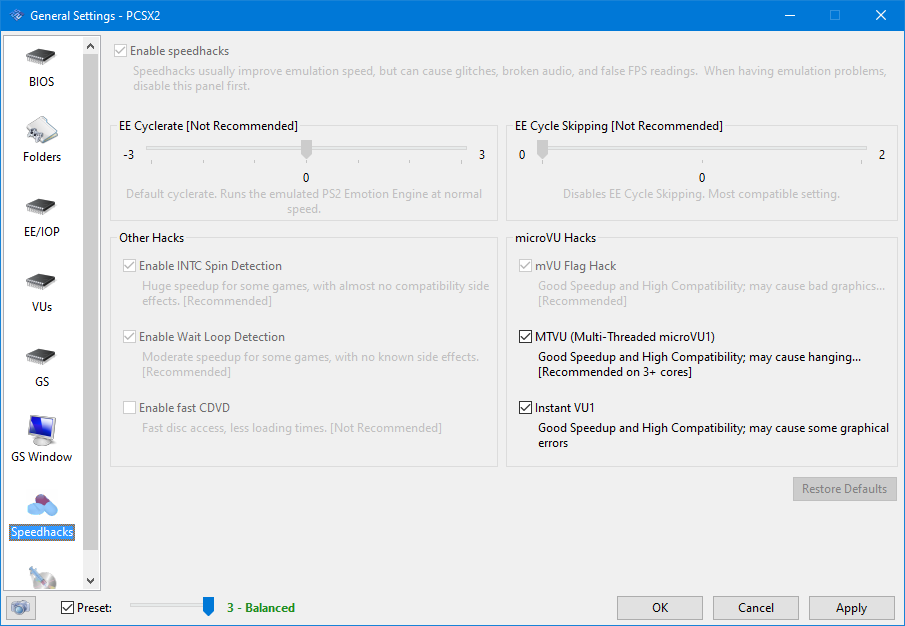 General Settings - PCSX2
BIOS
Folders
EE/IOP
VUs
GS
GS Window
Speedhacks
Enable speedhacks
Speedhacks usually improve emulation speed, but can cause glitches, broken audio, and false FPS readings.  When having emulation problems,
disable this panel first.
EE Cyclerate [Not Recommended]
-3
3
0
Default cyclerate. Runs the emulated PS2 Emotion Engine at normal
speed.
EE Cycle Skipping [Not Recommended]
0
2
0
Disables EE Cycle Skipping. Most compatible setting.
Other Hacks
Enable INTC Spin Detection
Huge speedup for some games, with almost no compatibility side
effects. [Recommended]
Enable Wait Loop Detection
Moderate speedup for some games, with no known side effects.
[Recommended]
Enable fast CDVD
Fast disc access, less loading times. [Not Recommended]
microVU Hacks
mVU Flag Hack
Good Speedup and High Compatibility; may cause bad graphics...
[Recommended]
MTVU (Multi-Threaded microVU1)
Good Speedup and High Compatibility; may cause hanging...
[Recommended on 3+ cores]
Instant VU1
Good Speedup and High Compatibility; may cause some graphical
errors
Restore Defaults
Preset:
3 - Balanced
OK
Cancel
Apply